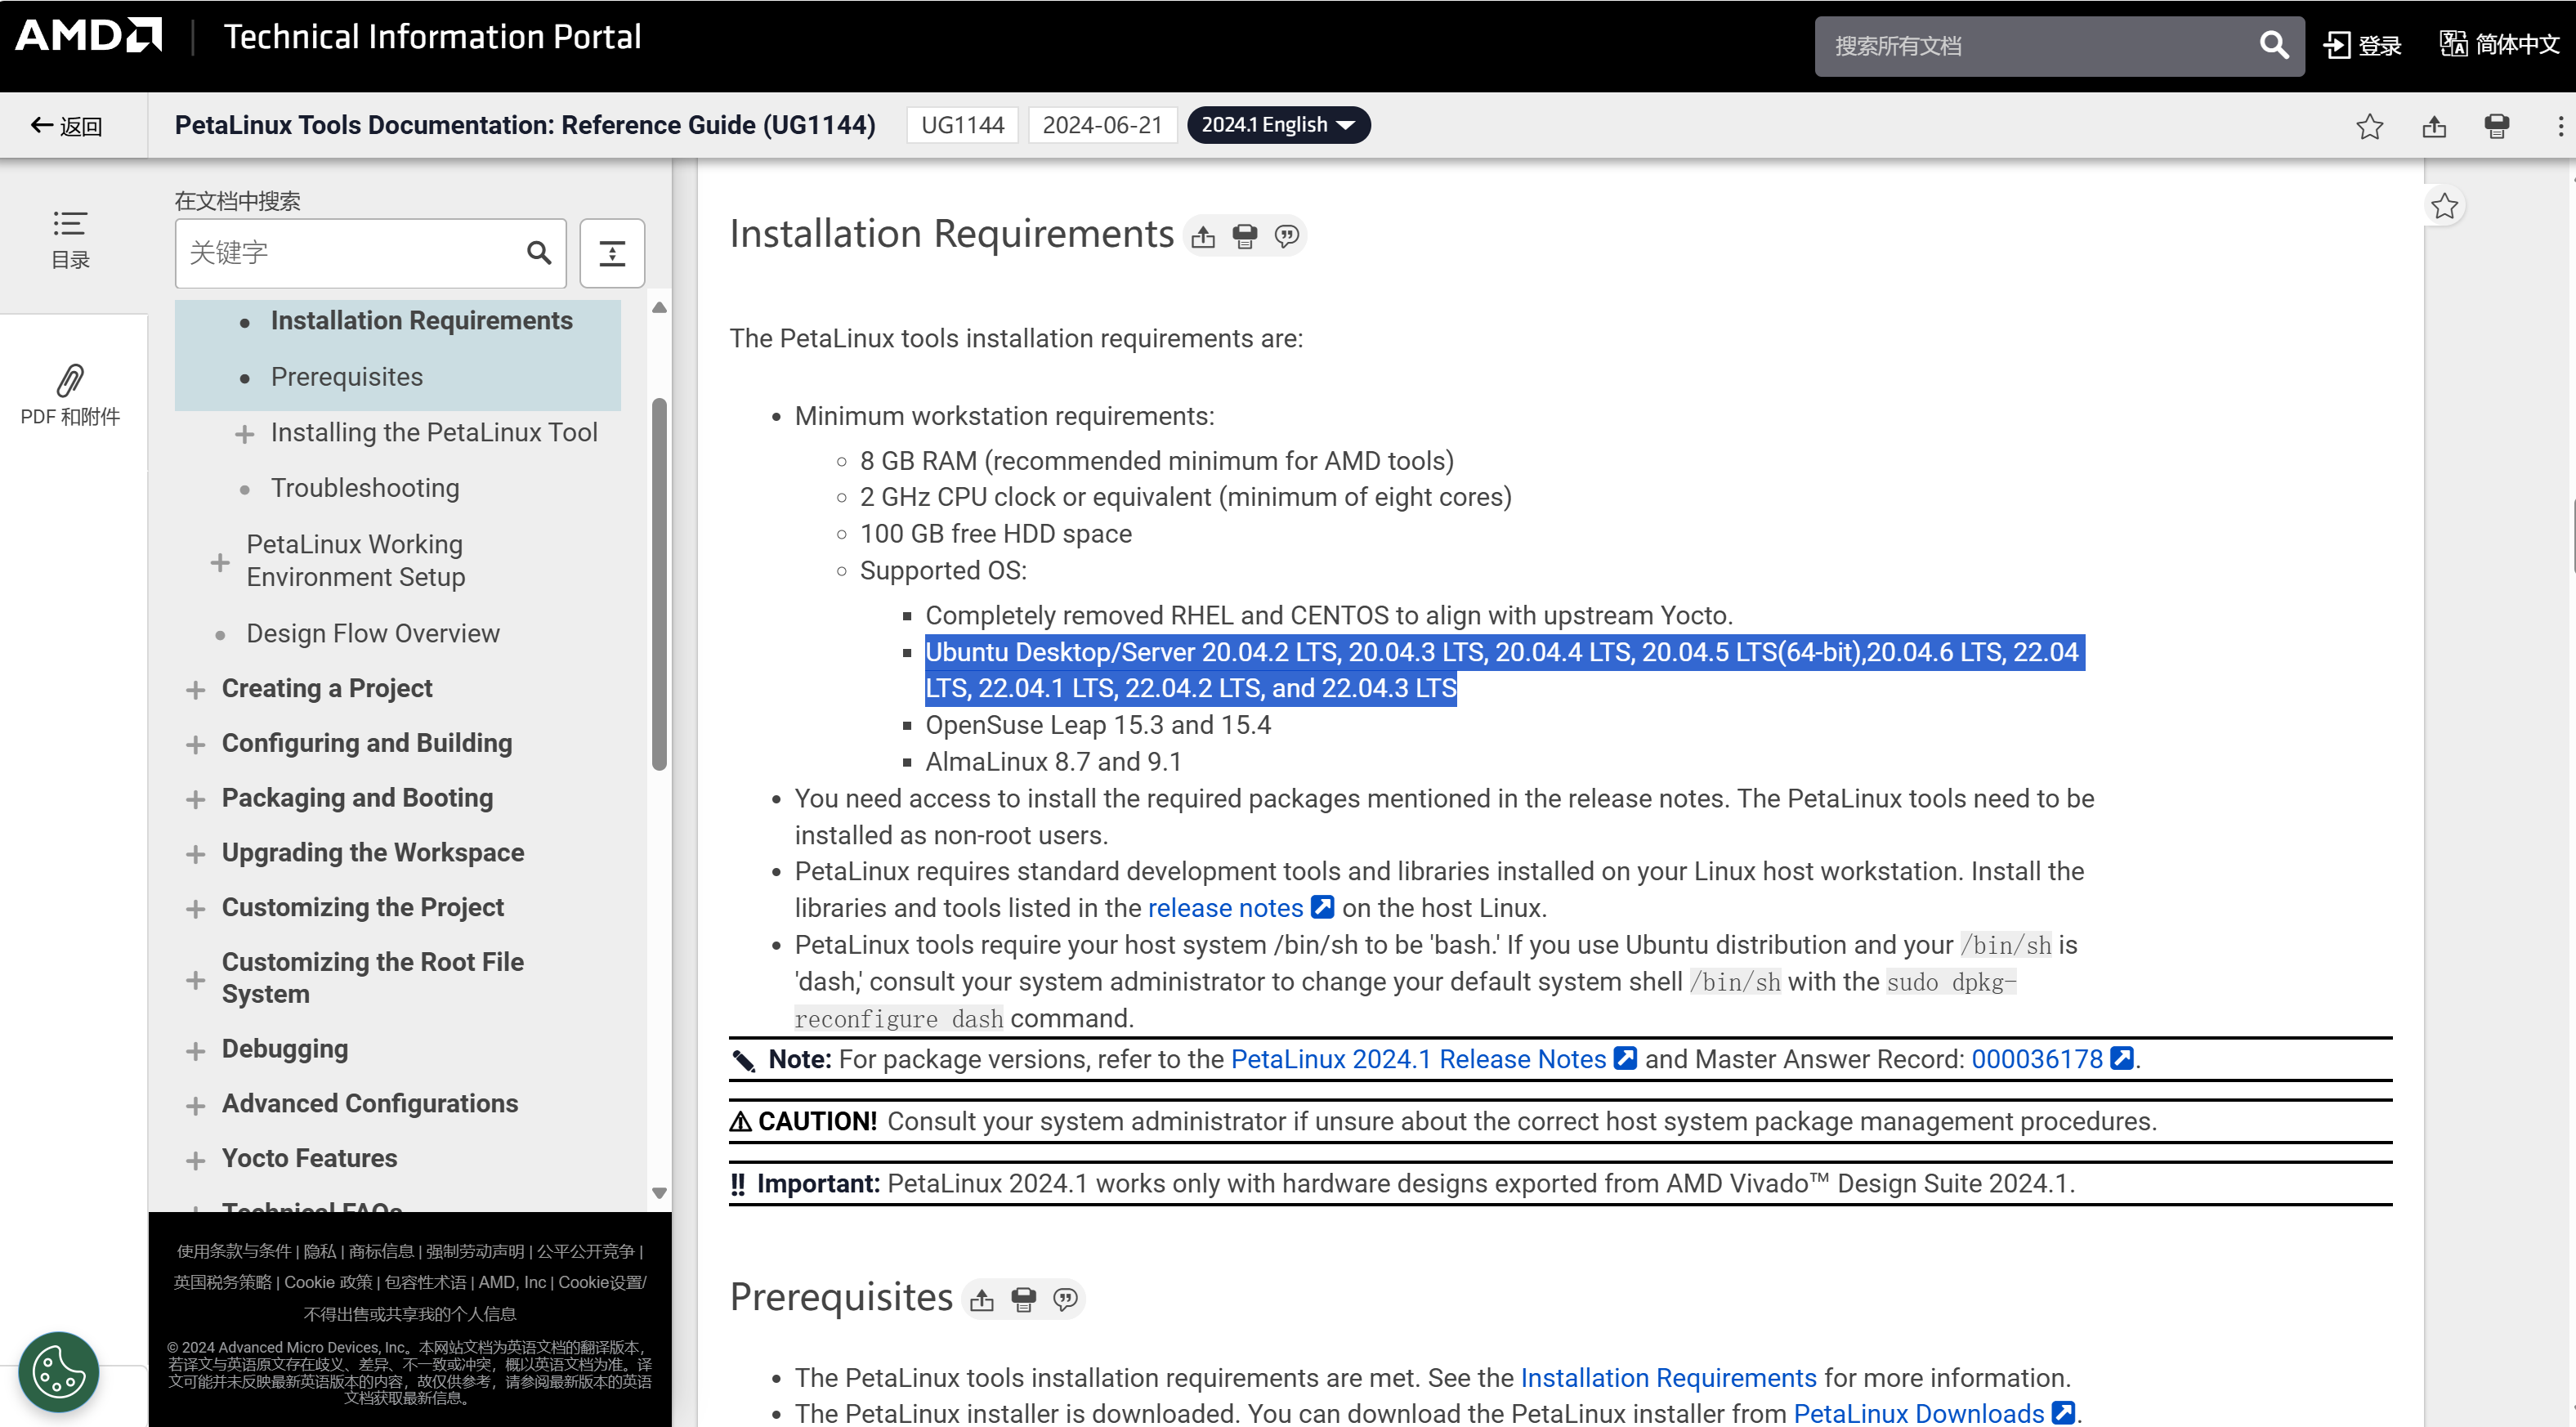 AMD Technical Information Portal
搜索所有文档
登录
简体中文
返回
PetaLinux Tools Documentation: Reference Guide (UG1144)
UG1144
2024-06-21
2024.1 English
目录
PDF 和附件
在文档中搜索
关键字
Installation Requirements
Prerequisites
Installing the PetaLinux Tool
Troubleshooting
PetaLinux Working
Environment Setup
Design Flow Overview
Creating a Project
Configuring and Building
Packaging and Booting
Upgrading the Workspace
Customizing the Project
Customizing the Root File
System
Debugging
Advanced Configurations
Yocto Features
Technical FAQs
使用条款与条件 | 隐私 | 商标信息 | 强制劳动声明 | 公平公开竞争 |
英国税务策略 | Cookie 政策 | 包容性术语 | AMD, Inc | Cookie设置/
不得出售或共享我的个人信息
© 2024 Advanced Micro Devices, Inc。本网站文档为英语文档的翻译版本，
若译文与英语原文存在歧义、差异、不一致或冲突，概以英语文档为准。译
文可能并未反映最新英语版本的内容，故仅供参考，请参阅最新版本的英语
文档获取最新信息。
Installation Requirements
The PetaLinux tools installation requirements are:
Minimum workstation requirements:
8 GB RAM (recommended minimum for AMD tools)
2 GHz CPU clock or equivalent (minimum of eight cores)
100 GB free HDD space
Supported OS:
Completely removed RHEL and CENTOS to align with upstream Yocto.
Ubuntu Desktop/Server 20.04.2 LTS, 20.04.3 LTS, 20.04.4 LTS, 20.04.5 LTS(64-bit),20.04.6 LTS, 22.04
LTS, 22.04.1 LTS, 22.04.2 LTS, and 22.04.3 LTS
OpenSuse Leap 15.3 and 15.4
AlmaLinux 8.7 and 9.1
You need access to install the required packages mentioned in the release notes. The PetaLinux tools need to be
installed as non-root users.
PetaLinux requires standard development tools and libraries installed on your Linux host workstation. Install the
libraries and tools listed in the release notes on the host Linux.
PetaLinux tools require your host system /bin/sh to be 'bash.' If you use Ubuntu distribution and your /bin/sh is
'dash,' consult your system administrator to change your default system shell /bin/sh with the sudo dpkg-
reconfigure dash command.
Note: For package versions, refer to the PetaLinux 2024.1 Release Notes and Master Answer Record: 000036178.
CAUTION! Consult your system administrator if unsure about the correct host system package management procedures.
Important: PetaLinux 2024.1 works only with hardware designs exported from AMD Vivado™ Design Suite 2024.1.
Prerequisites
The PetaLinux tools installation requirements are met. See the Installation Requirements for more information.
The PetaLinux installer is downloaded. You can download the PetaLinux installer from PetaLinux Downloads.